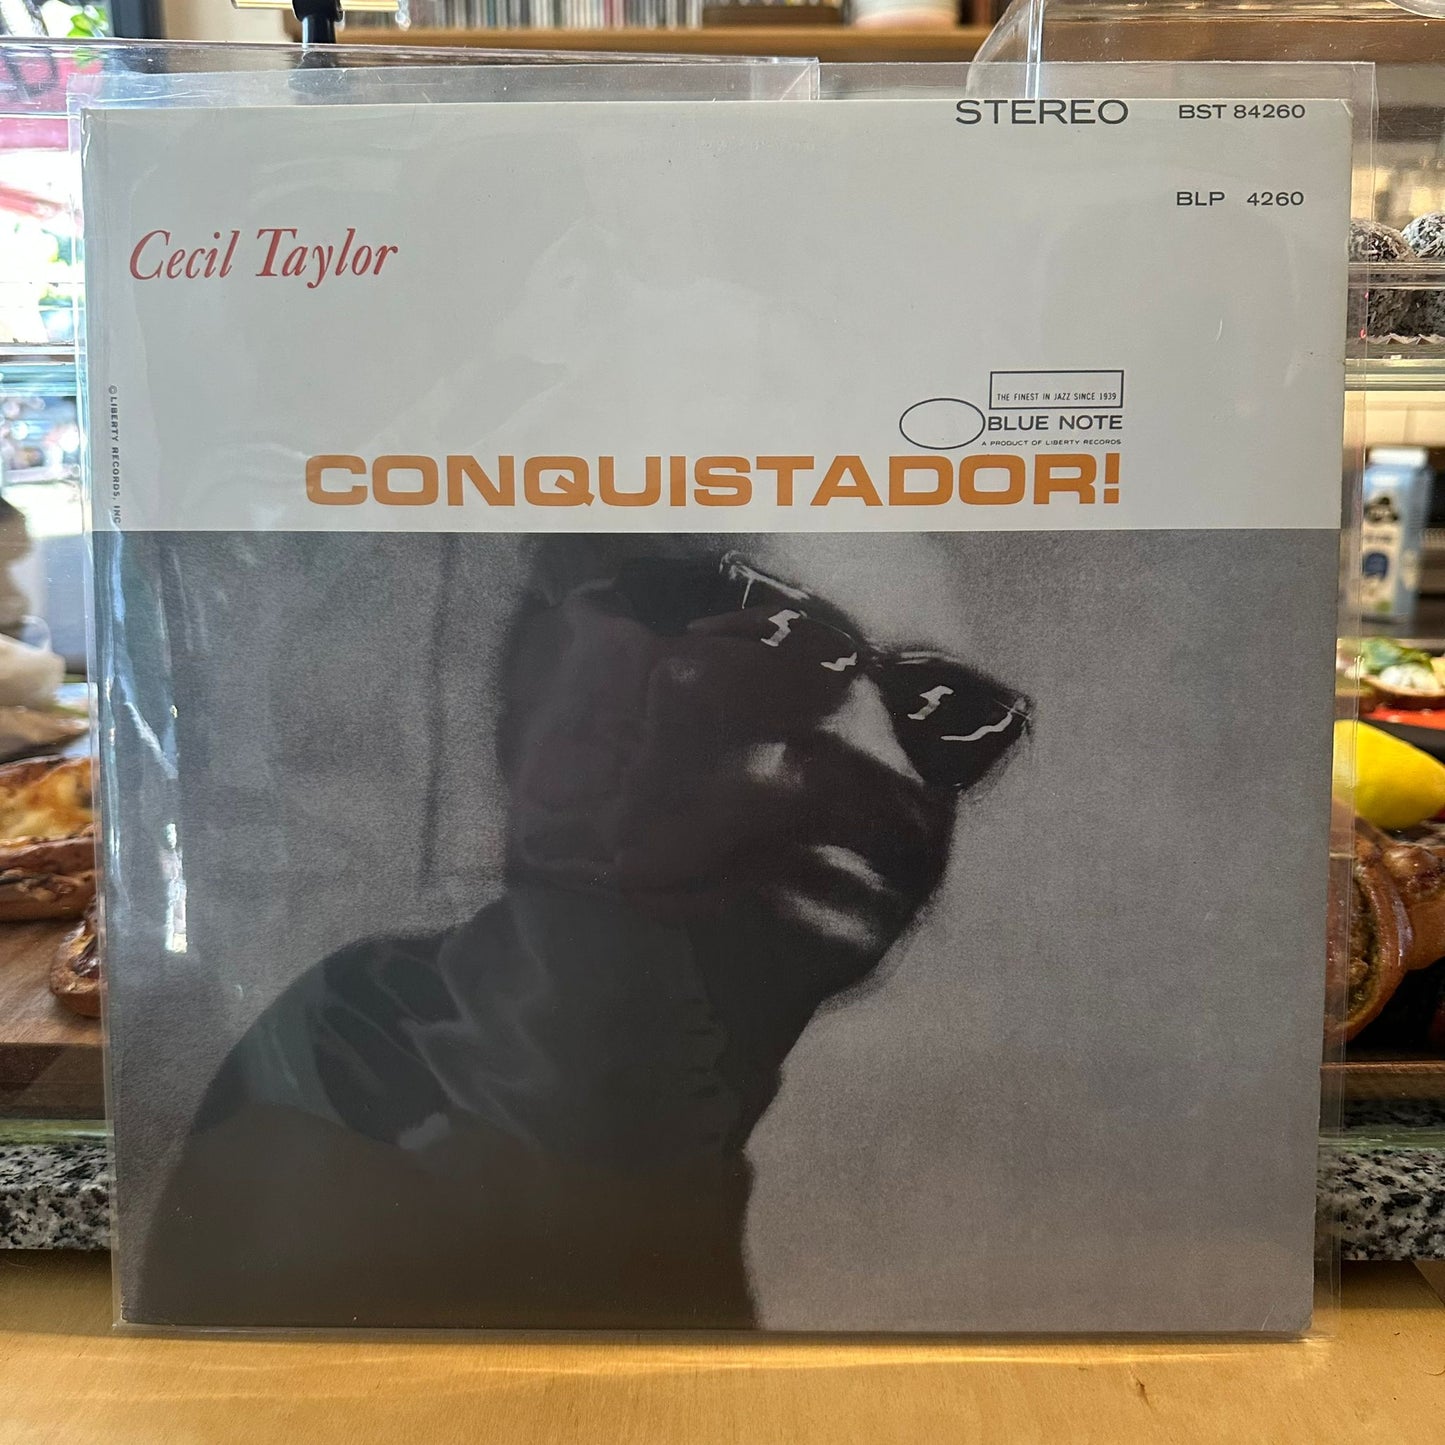 STEREO BST 84260
BLP 4260
Cecil Taylor
THE FINEST IN JAZZ SINCE 1939
BLUE NOTE
A PRODUCT OF LIBERTY RECORDS
CONQUISTADOR!
© LIBERTY RECORDS, INC